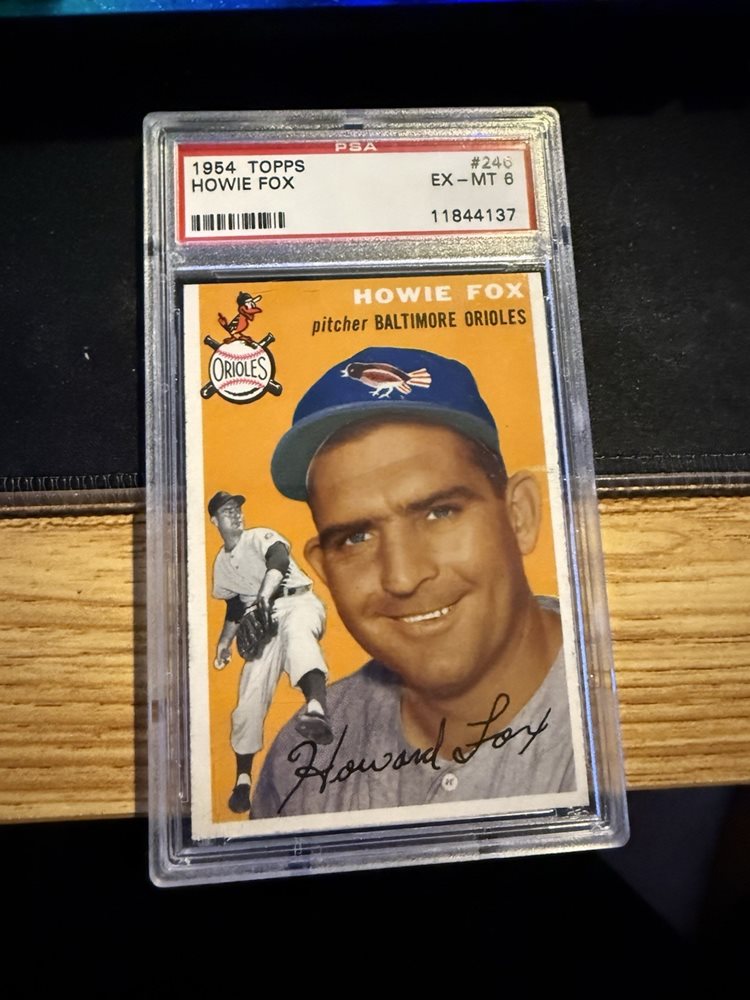 PSA
1954 TOPPS #246
HOWIE FOX EX-MT 6
11844137
HOWIE FOX
pitcher BALTIMORE ORIOLES
ORIOLES
Howard Fox